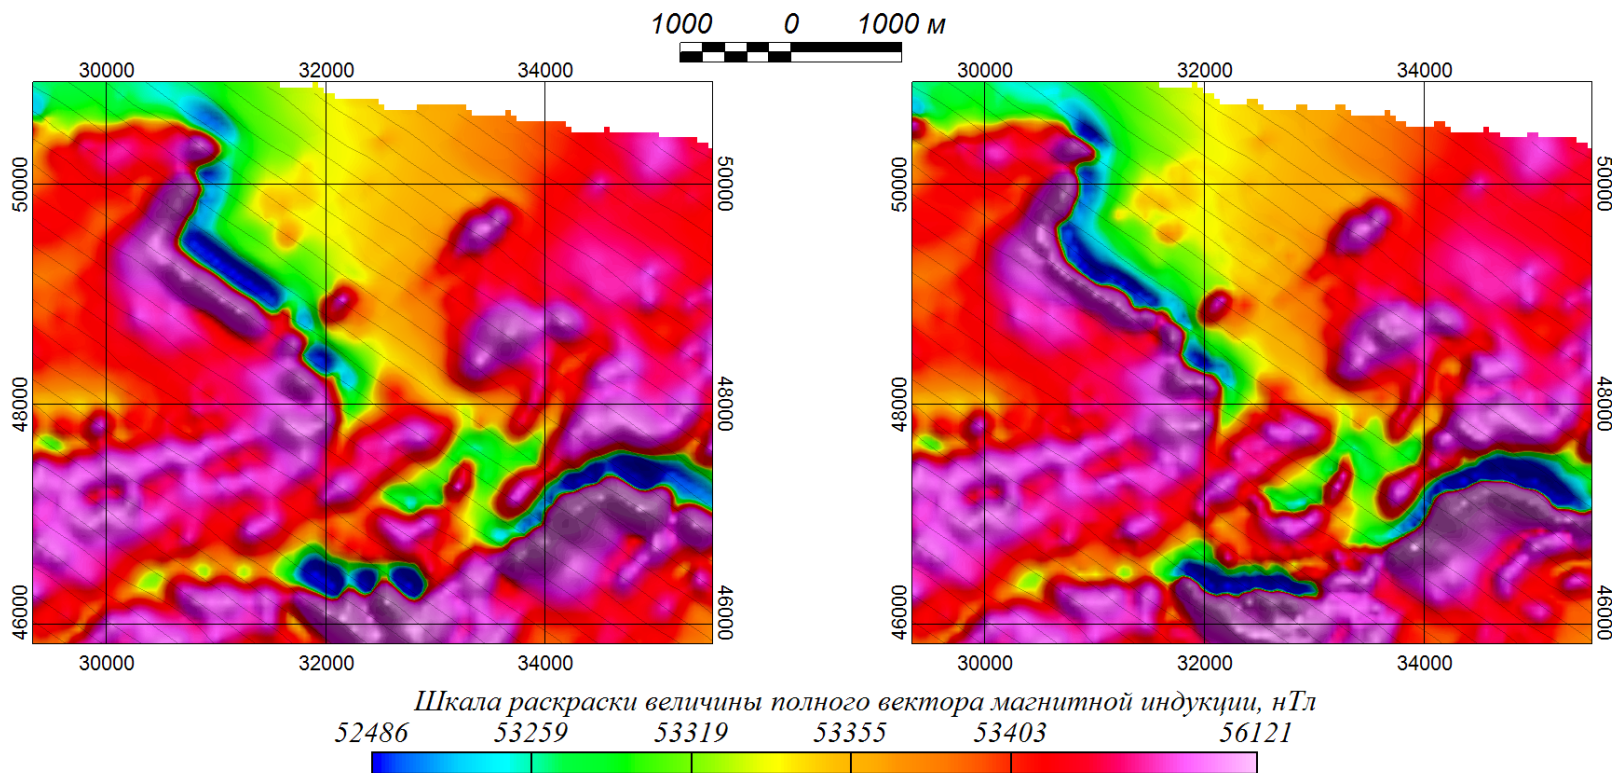 1000 0 1000 м
30000 32000 34000 30000 32000 34000
50000 50000 50000 50000
48000 48000 48000 48000
46000 46000 46000 46000
30000 32000 34000 30000 32000 34000
Шкала раскраски величины полного вектора магнитной индукции, нТл
52486 53259 53319 53355 53403 56121